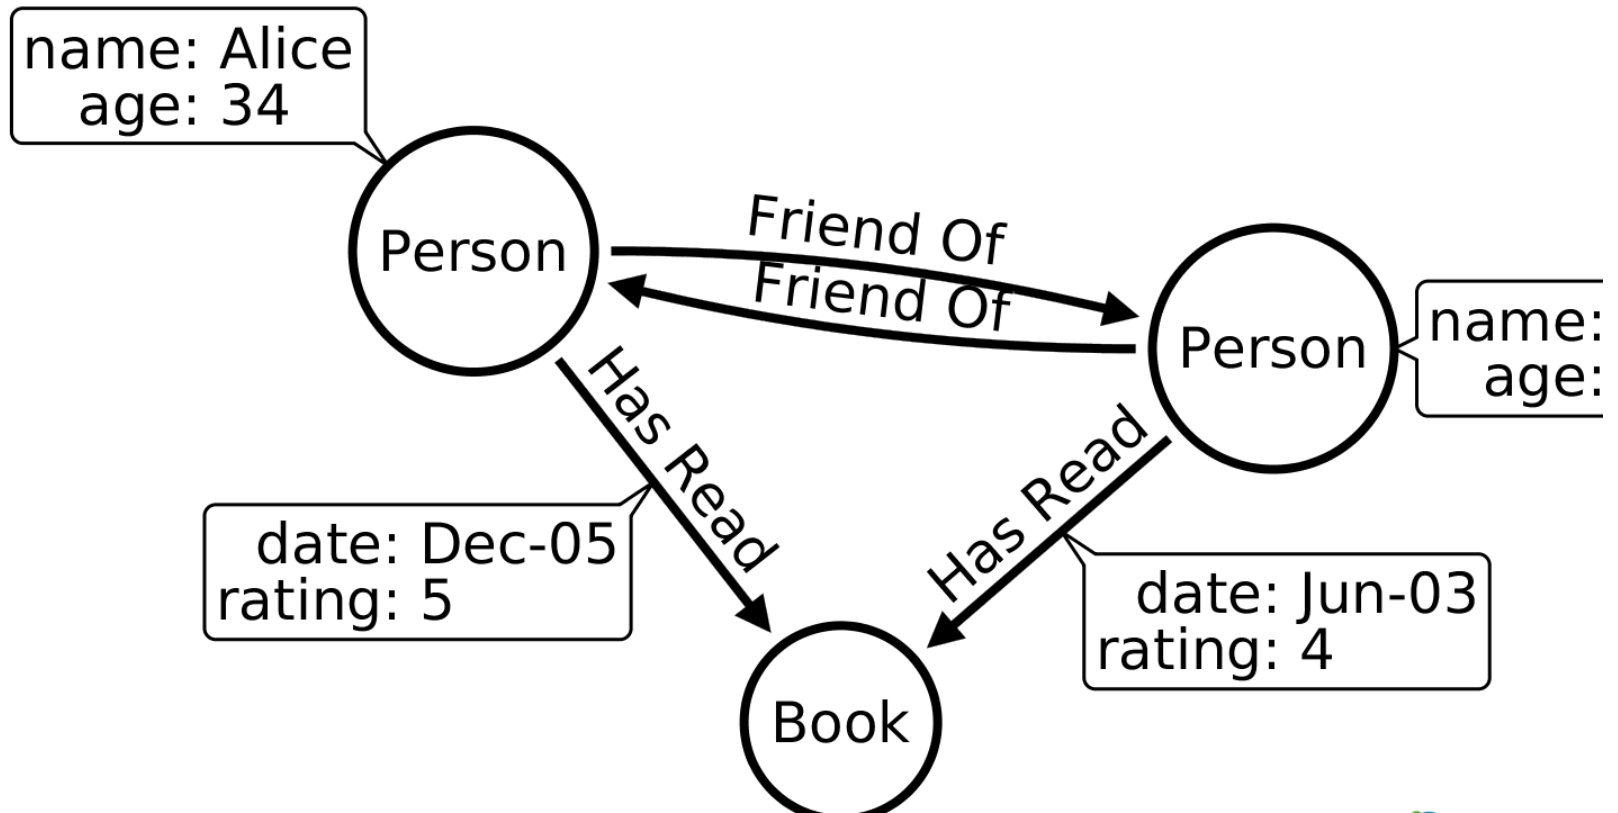 name: Alice
age: 34
Person
Friend Of
Friend Of
Person
name:
age:
Has Read
Has Read
date: Dec-05
rating: 5
date: Jun-03
rating: 4
Book